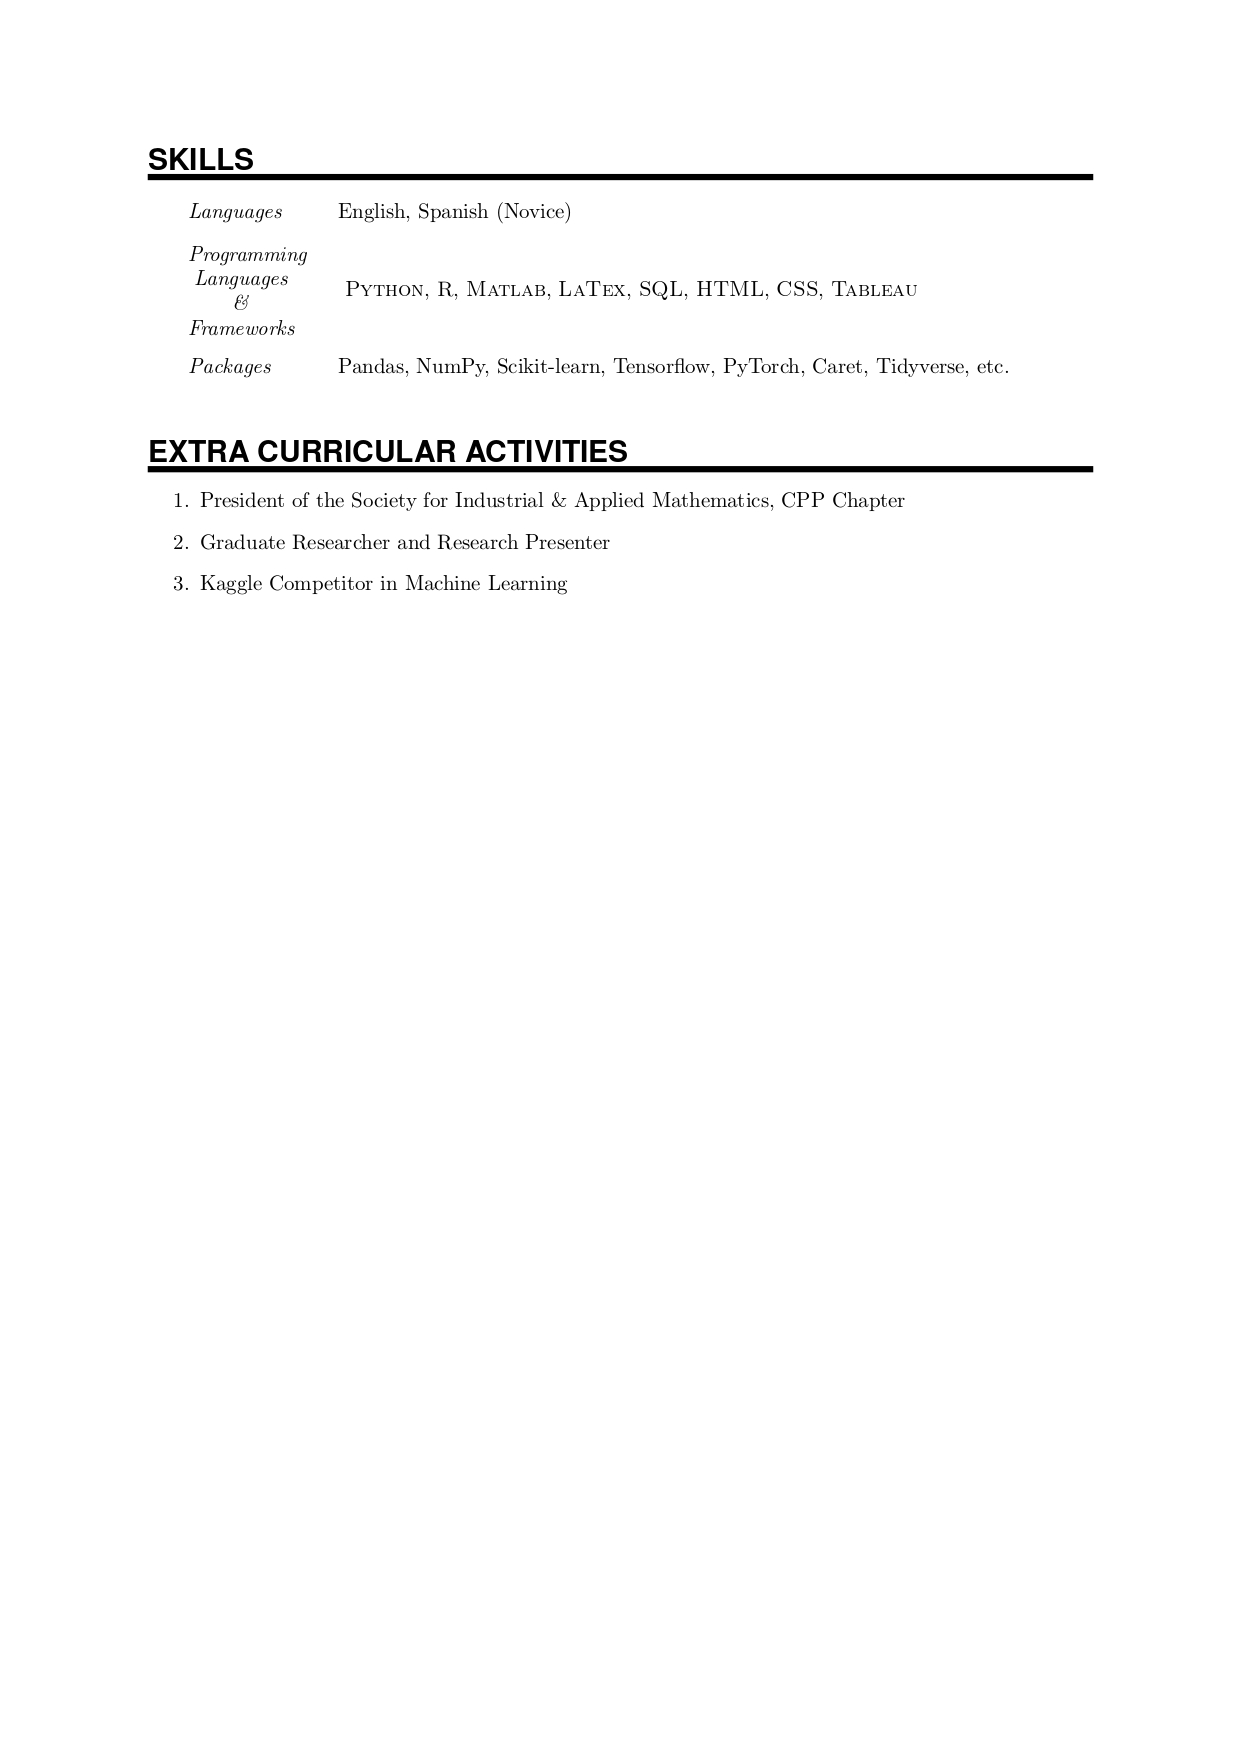 SKILLS
Languages English, Spanish (Novice)
Programming
Languages
&
Frameworks
Python, R, Matlab, LaTex, SQL, HTML, CSS, Tableau
Packages Pandas, NumPy, Scikit-learn, Tensorflow, PyTorch, Caret, Tidyverse, etc.
EXTRA CURRICULAR ACTIVITIES
1. President of the Society for Industrial & Applied Mathematics, CPP Chapter
2. Graduate Researcher and Research Presenter
3. Kaggle Competitor in Machine Learning